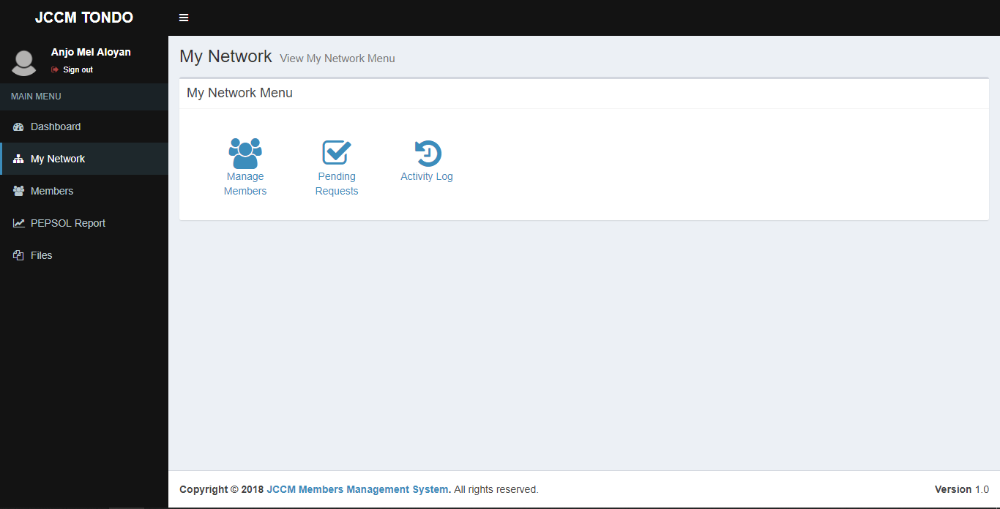 JCCM TONDO
Anjo Mel Aloyan
Sign out
MAIN MENU
Dashboard
My Network
Members
PEPSOL Report
Files
My Network View My Network Menu
My Network Menu
Manage
Members
Pending
Requests
Activity Log
Copyright © 2018 JCCM Members Management System. All rights reserved.
Version 1.0